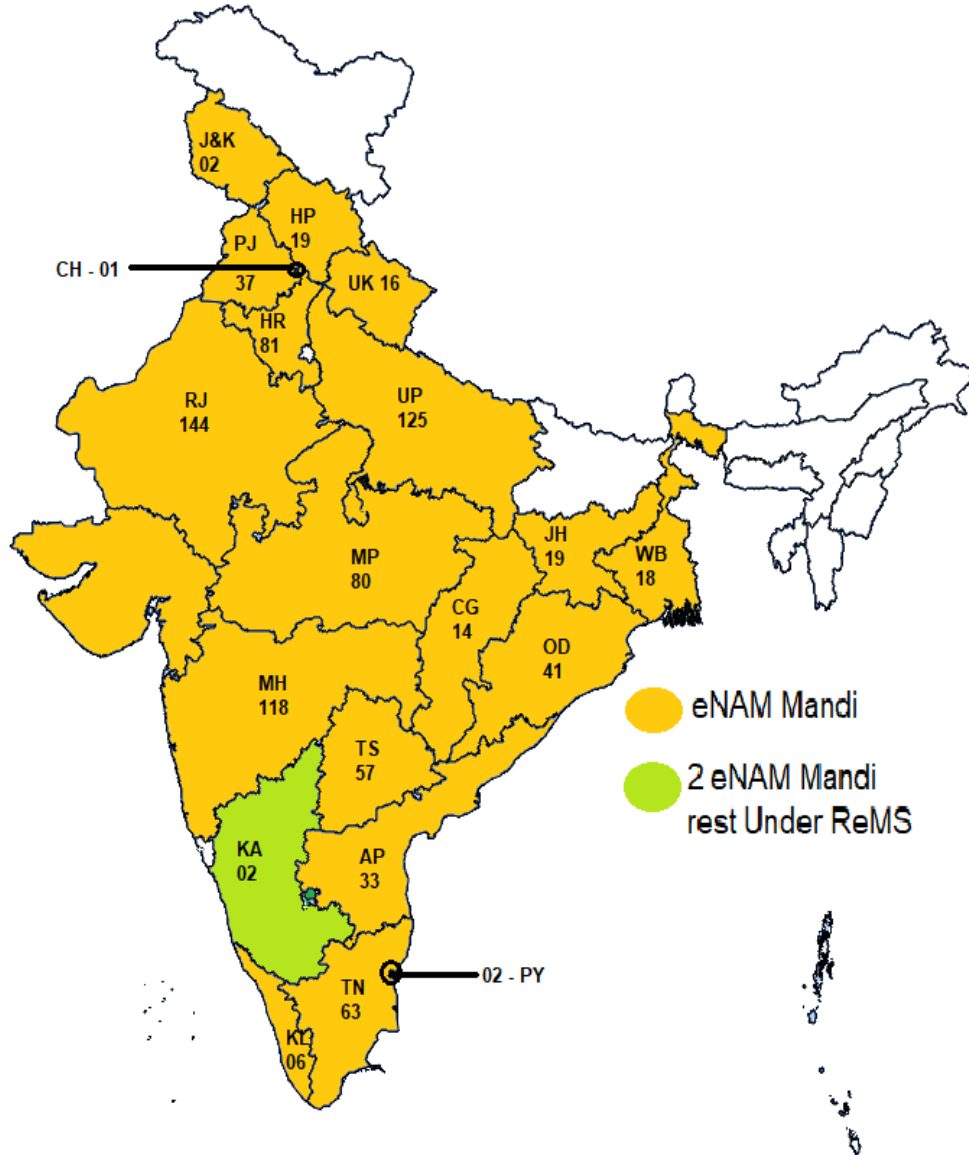 J&K
02
HP
19
PJ
37
CH - 01
UK 16
HR
81
RJ
144
UP
125
MP
80
JH
19
WB
18
CG
14
OD
41
MH
118
eNAM Mandi
TS
57
2 eNAM Mandi
rest Under ReMS
KA
02
AP
33
02 - PY
TN
63
KL
06